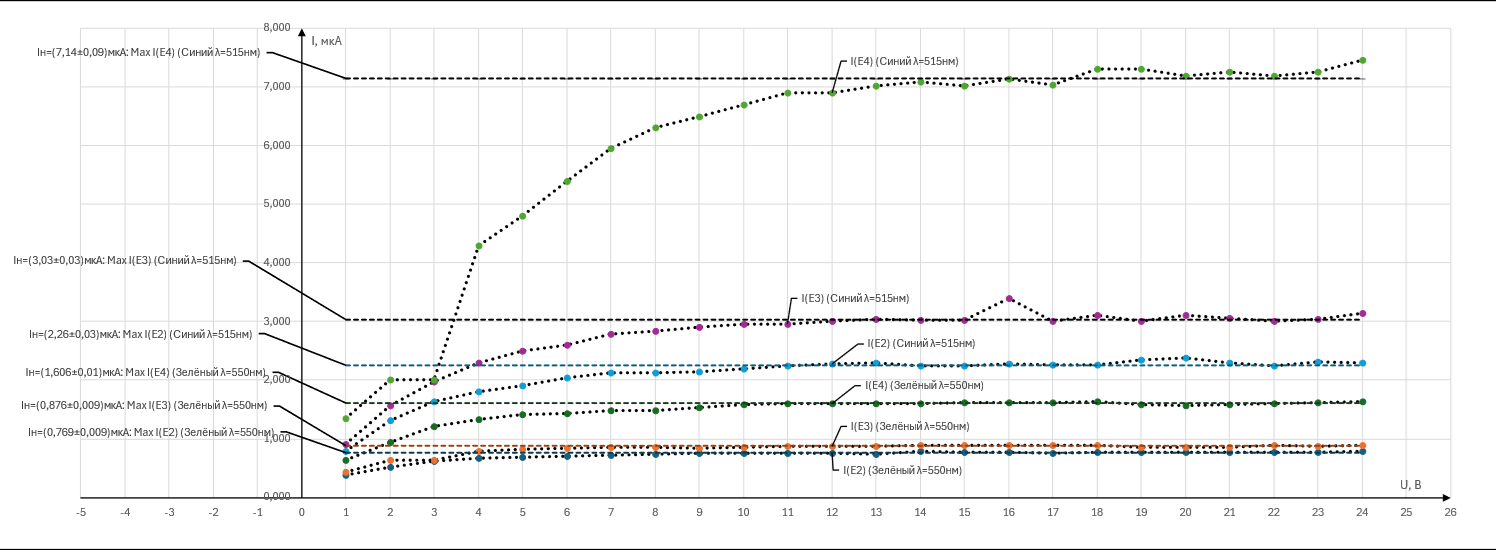 8,000
I, мкА
Iн=(7,14±0,09)мкА: Max I(E4) (Синий λ=515нм)
I(E4) (Синий λ=515нм)
7,000
6,000
5,000
4,000
Iн=(3,03±0,03)мкА: Max I(E3) (Синий λ=515нм)
I(E3) (Синий λ=515нм)
3,000
Iн=(2,26±0,03)мкА: Max I(E2) (Синий λ=515нм)
I(E2) (Синий λ=515нм)
Iн=(1,606±0,01)мкА: Max I(E4) (Зелёный λ=550нм)
2,000
I(E4) (Зелёный λ=550нм)
Iн=(0,876±0,009)мкА: Max I(E3) (Зелёный λ=550нм)
I(E3) (Зелёный λ=550нм)
Iн=(0,769±0,009)мкА: Max I(E2) (Зелёный λ=550нм)
1,000
I(E2) (Зелёный λ=550нм)
U, В
0,000
-5 -4 -3 -2 -1 0 1 2 3 4 5 6 7 8 9 10 11 12 13 14 15 16 17 18 19 20 21 22 23 24 25 26